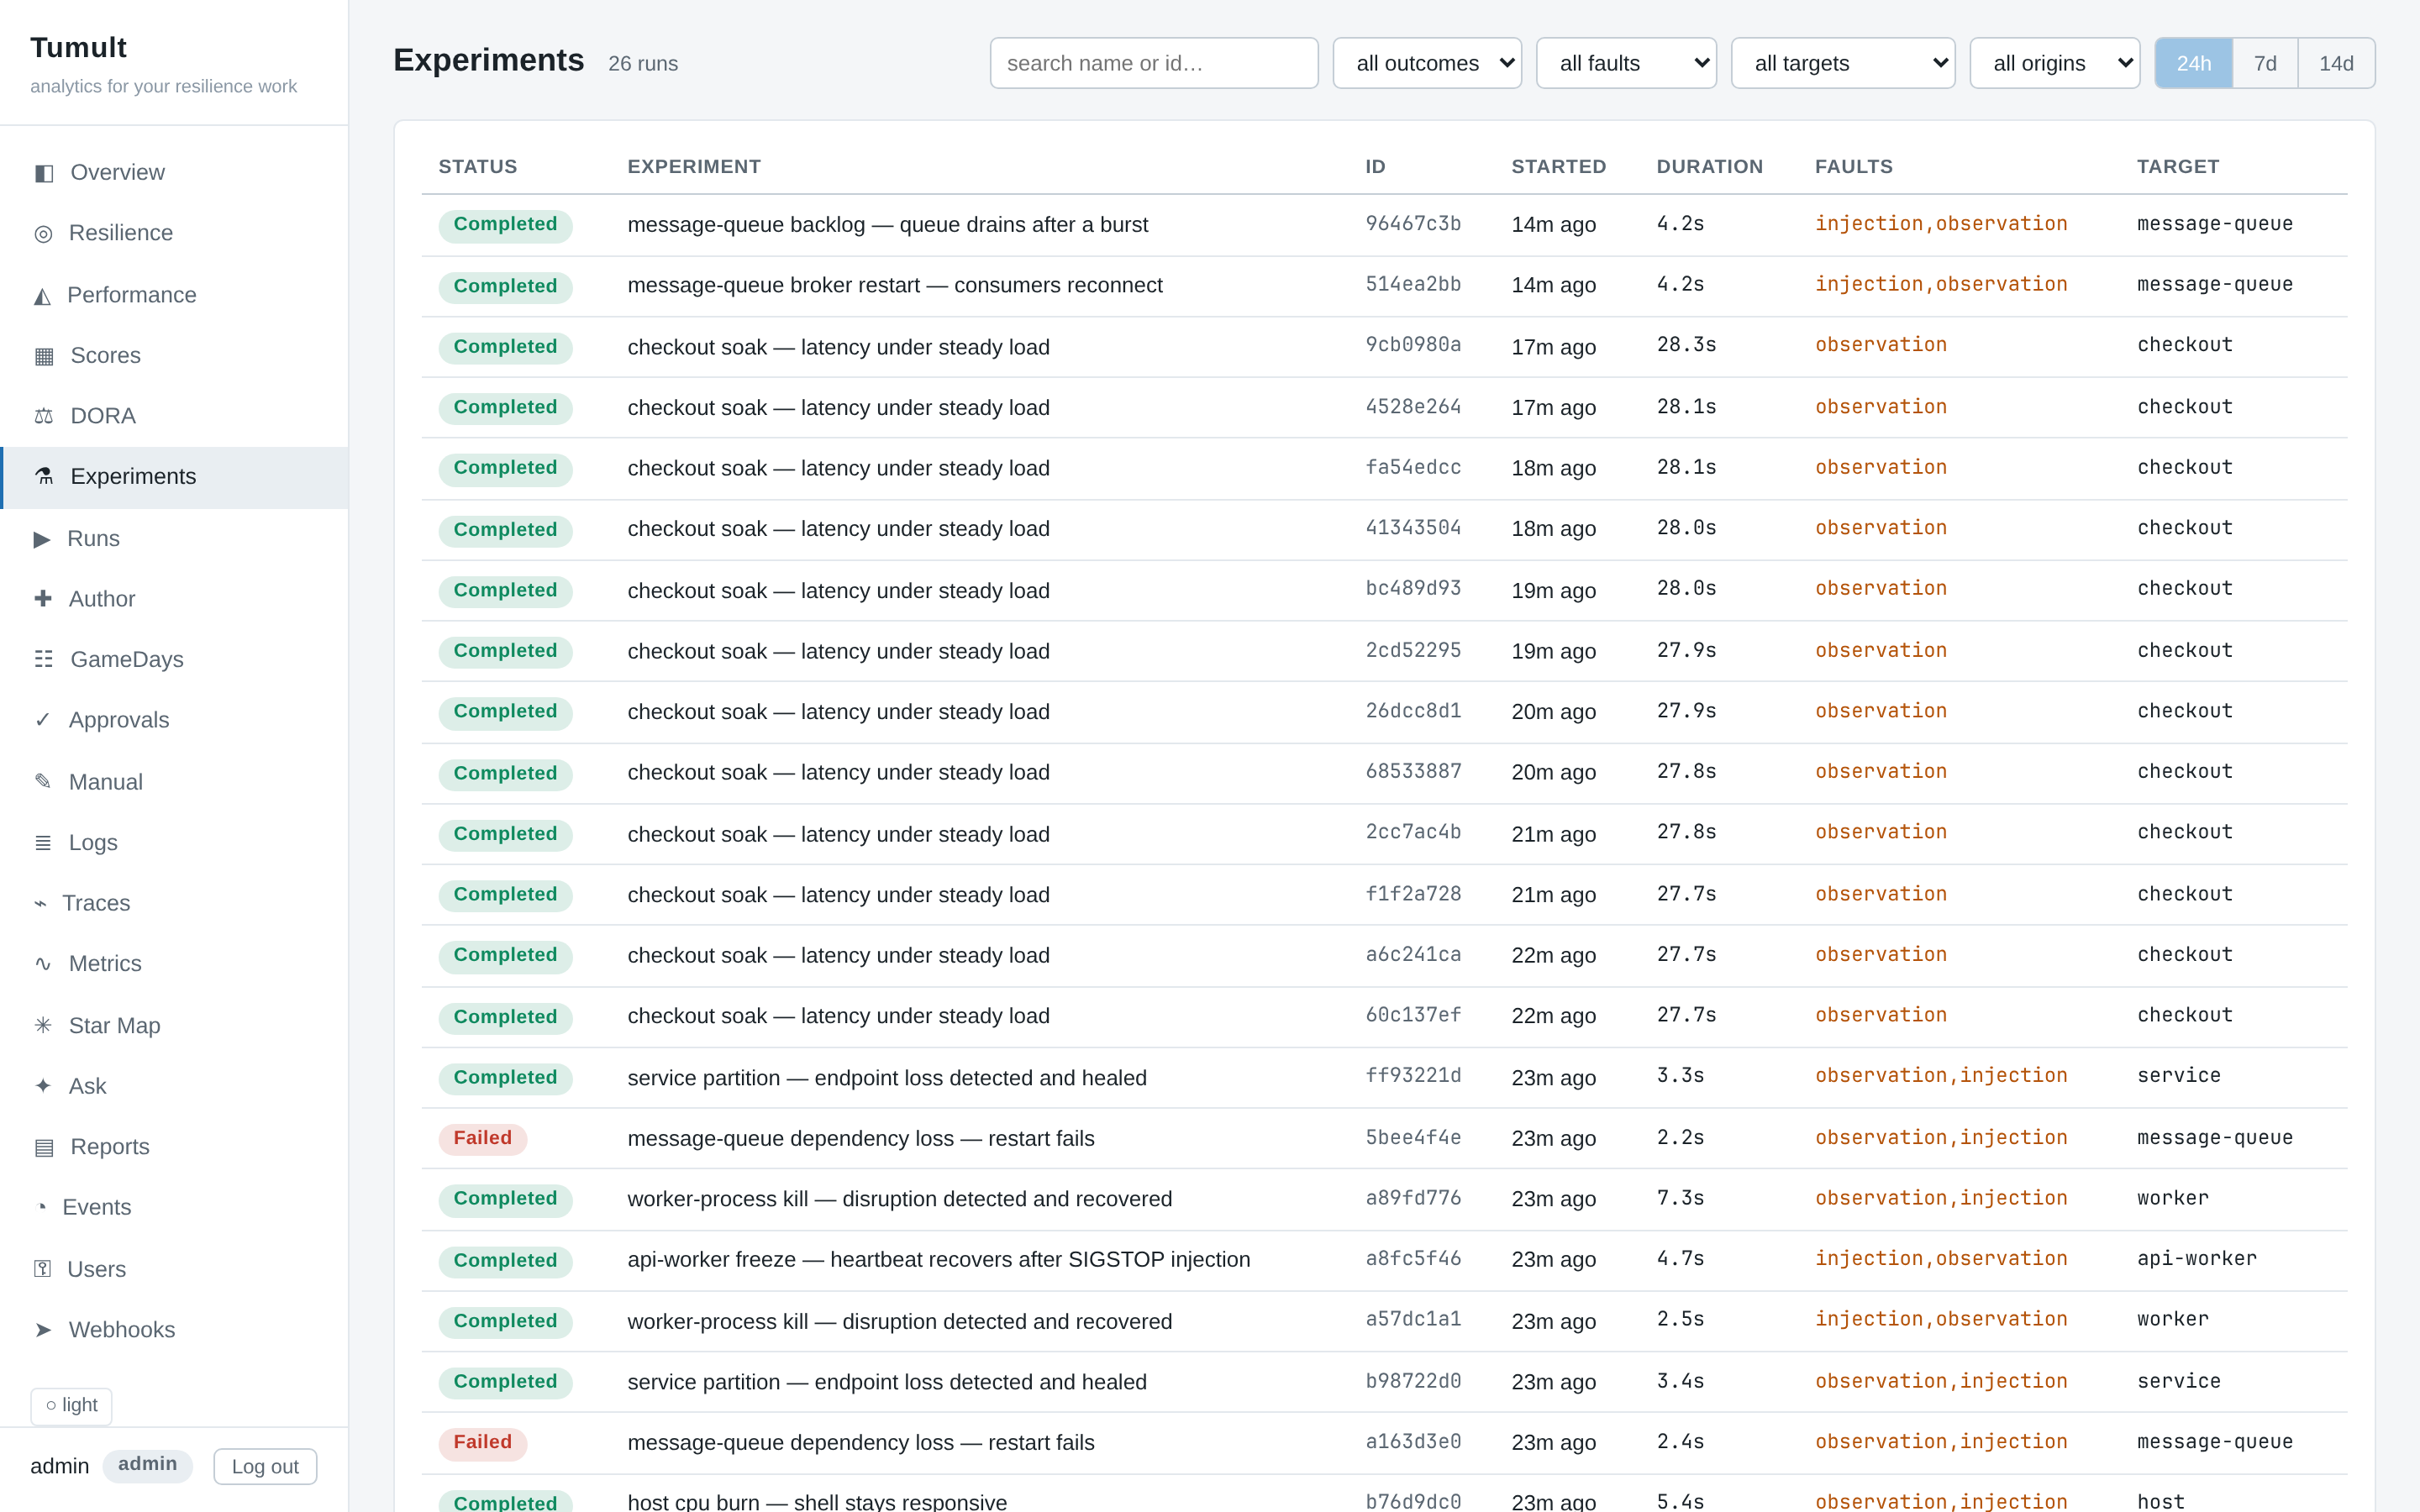 Tumult
analytics for your resilience work
Overview
Resilience
Performance
Scores
DORA
Experiments
Runs
Author
GameDays
Approvals
Manual
Logs
Traces
Metrics
Star Map
Ask
Reports
Events
Users
Webhooks
light
admin admin Log out
Experiments 26 runs search name or id… all outcomes all faults all targets all origins 24h 7d 14d
STATUS EXPERIMENT ID STARTED DURATION FAULTS TARGET
Completed message-queue backlog — queue drains after a burst 96467c3b 14m ago 4.2s injection,observation message-queue
Completed message-queue broker restart — consumers reconnect 514ea2bb 14m ago 4.2s injection,observation message-queue
Completed checkout soak — latency under steady load 9cb0980a 17m ago 28.3s observation checkout
Completed checkout soak — latency under steady load 4528e264 17m ago 28.1s observation checkout
Completed checkout soak — latency under steady load fa54edcc 18m ago 28.1s observation checkout
Completed checkout soak — latency under steady load 41343504 18m ago 28.0s observation checkout
Completed checkout soak — latency under steady load bc489d93 19m ago 28.0s observation checkout
Completed checkout soak — latency under steady load 2cd52295 19m ago 27.9s observation checkout
Completed checkout soak — latency under steady load 26dcc8d1 20m ago 27.9s observation checkout
Completed checkout soak — latency under steady load 68533887 20m ago 27.8s observation checkout
Completed checkout soak — latency under steady load 2cc7ac4b 21m ago 27.8s observation checkout
Completed checkout soak — latency under steady load f1f2a728 21m ago 27.7s observation checkout
Completed checkout soak — latency under steady load a6c241ca 22m ago 27.7s observation checkout
Completed checkout soak — latency under steady load 60c137ef 22m ago 27.7s observation checkout
Completed service partition — endpoint loss detected and healed ff93221d 23m ago 3.3s observation,injection service
Failed message-queue dependency loss — restart fails 5bee4f4e 23m ago 2.2s observation,injection message-queue
Completed worker-process kill — disruption detected and recovered a89fd776 23m ago 7.3s observation,injection worker
Completed api-worker freeze — heartbeat recovers after SIGSTOP injection a8fc5f46 23m ago 4.7s injection,observation api-worker
Completed worker-process kill — disruption detected and recovered a57dc1a1 23m ago 2.5s injection,observation worker
Completed service partition — endpoint loss detected and healed b98722d0 23m ago 3.4s observation,injection service
Failed message-queue dependency loss — restart fails a163d3e0 23m ago 2.4s observation,injection message-queue
Completed host cpu burn — shell stays responsive b76d9dc0 23m ago 5.4s observation,injection host